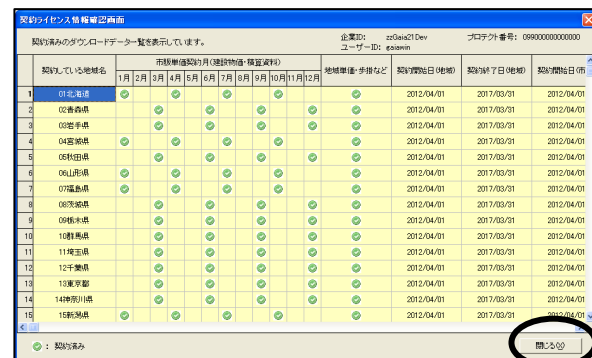 契約ライセンス情報確認画面
契約済みのダウンロードデータ一覧を表示しています。
企業ID: zzGaia21Dev プロテクト番号: 099000000000000
ユーザーID: gaiawin
契約している地域名 市販単価契約月(建設物価・積算資料) 地域単価・歩掛など 契約開始日(地域) 契約終了日(地域) 契約開始日(市
1月 2月 3月 4月 5月 6月 7月 8月 9月 10月 11月 12月
1 01北海道 2012/04/01 2017/03/31 2012/04/01
2 02青森県 2012/04/01 2017/03/31 2012/04/01
3 03岩手県 2012/04/01 2017/03/31 2012/04/01
4 04宮城県 2012/04/01 2017/03/31 2012/04/01
5 05秋田県 2012/04/01 2017/03/31 2012/04/01
6 06山形県 2012/04/01 2017/03/31 2012/04/01
7 07福島県 2012/04/01 2017/03/31 2012/04/01
8 08茨城県 2012/04/01 2017/03/31 2012/04/01
9 09栃木県 2012/04/01 2017/03/31 2012/04/01
10 10群馬県 2012/04/01 2017/03/31 2012/04/01
11 11埼玉県 2012/04/01 2017/03/31 2012/04/01
12 12千葉県 2012/04/01 2017/03/31 2012/04/01
13 13東京都 2012/04/01 2017/03/31 2012/04/01
14 14神奈川県 2012/04/01 2017/03/31 2012/04/01
15 15新潟県 2012/04/01 2017/03/31 2012/04/01
: 契約済み
閉じる(X)